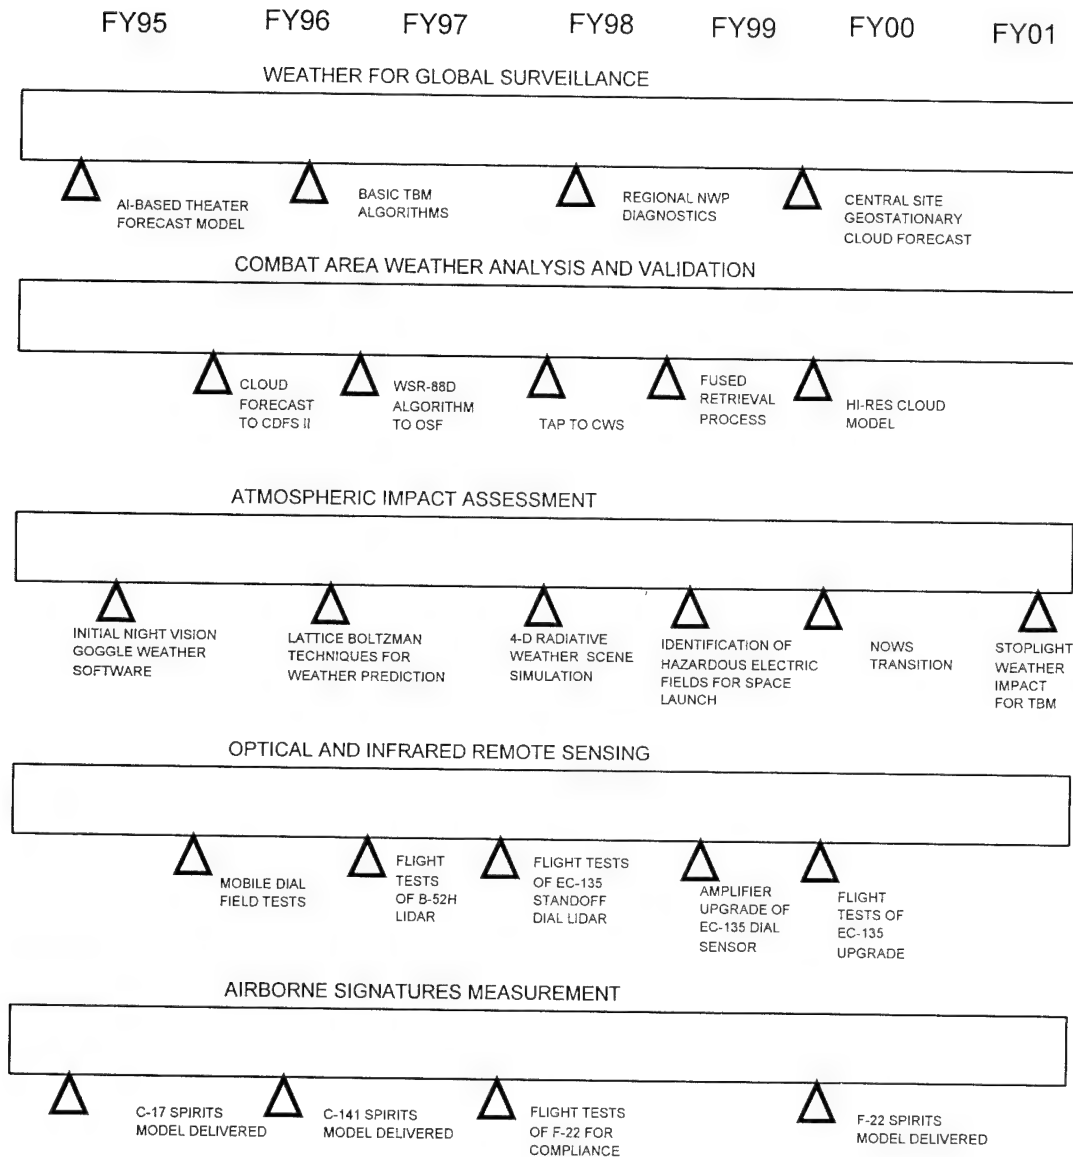 FY95 FY96 FY97 FY98 FY99 FY00 FY01
WEATHER FOR GLOBAL SURVEILLANCE
AI-BASED THEATER
FORECAST MODEL
BASIC TBM
ALGORITHMS
REGIONAL NWP
DIAGNOSTICS
CENTRAL SITE
GEOSTATIONARY
CLOUD FORECAST
COMBAT AREA WEATHER ANALYSIS AND VALIDATION
CLOUD
FORECAST
TO CDFS II
WSR-88D
ALGORITHM
TO OSF
TAP TO CWS
FUSED
RETRIEVAL
PROCESS
HI-RES CLOUD
MODEL
ATMOSPHERIC IMPACT ASSESSMENT
INITIAL NIGHT VISION
GOGGLE WEATHER
SOFTWARE
LATTICE BOLTZMAN
TECHNIQUES FOR
WEATHER PREDICTION
4-D RADIATIVE
WEATHER SCENE
SIMULATION
IDENTIFICATION OF
HAZARDOUS ELECTRIC
FIELDS FOR SPACE
LAUNCH
NOWS
TRANSITION
STOPLIGHT
WEATHER
IMPACT
FOR TBM
OPTICAL AND INFRARED REMOTE SENSING
MOBILE DIAL
FIELD TESTS
FLIGHT
TESTS
OF B-52H
LIDAR
FLIGHT TESTS
OF EC-135
STANDOFF
DIAL LIDAR
AMPLIFIER
UPGRADE OF
EC-135 DIAL
SENSOR
FLIGHT
TESTS OF
EC-135
UPGRADE
AIRBORNE SIGNATURES MEASUREMENT
C-17 SPIRITS
MODEL DELIVERED
C-141 SPIRITS
MODEL DELIVERED
FLIGHT TESTS
OF F-22 FOR
COMPLIANCE
F-22 SPIRITS
MODEL DELIVERED